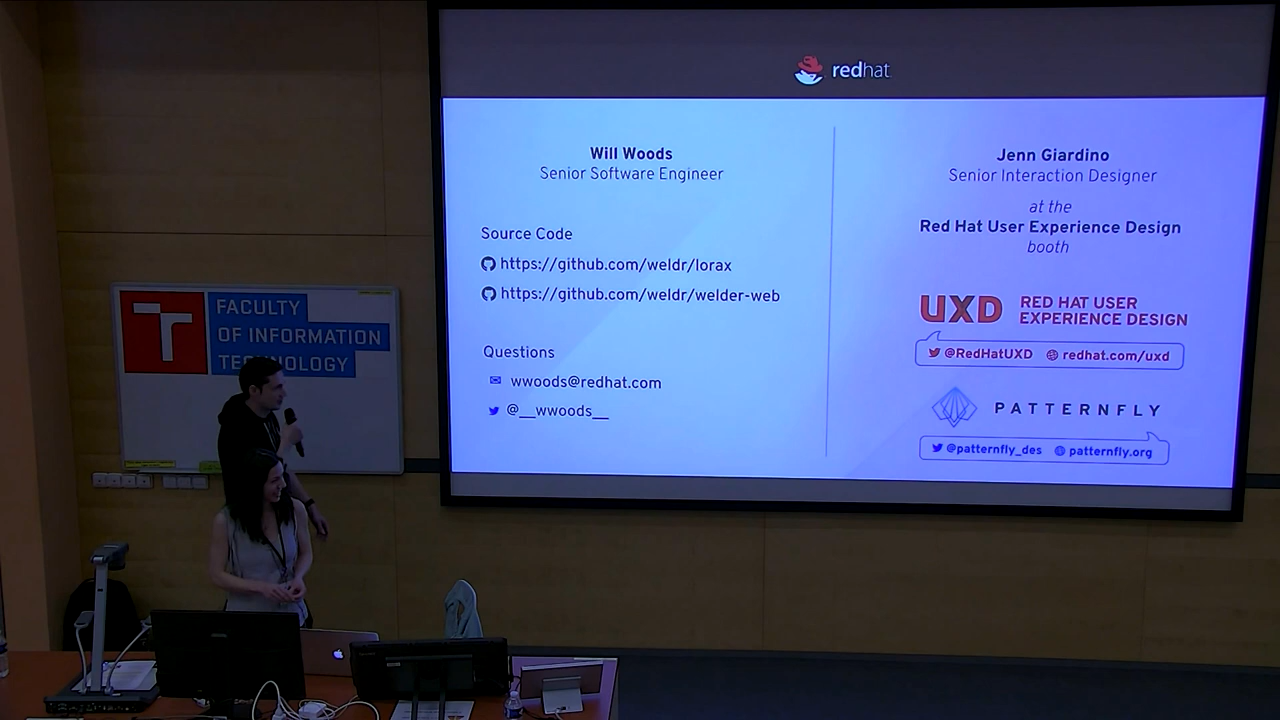 redhat
Will Woods
Senior Software Engineer
Source Code
https://github.com/weldr/lorax
https://github.com/weldr/welder-web
Questions
wwoods@redhat.com
@__wwoods__
Jenn Giardino
Senior Interaction Designer
at the
Red Hat User Experience Design
booth
UXD RED HAT USER
EXPERIENCE DESIGN
@RedHatUXD redhat.com/uxd
PATTERNFLY
@patternfly_des patternfly.org
T FACULTY
OF INFORMATION
TECHNOLOGY